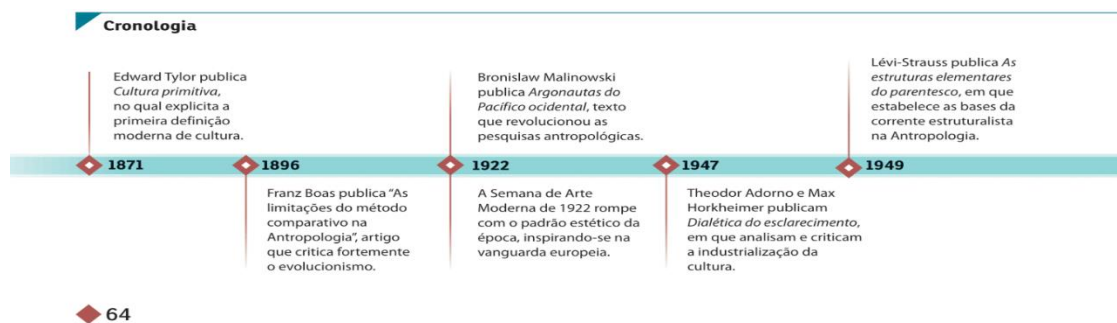 Cronologia
Edward Tylor publica
Cultura primitiva,
no qual explicita a
primeira definição
moderna de cultura.
Bronislaw Malinowski
publica Argonautas do
Pacífico ocidental, texto
que revolucionou as
pesquisas antropológicas.
Lévi-Strauss publica As
estruturas elementares
do parentesco, em que
estabelece as bases da
corrente estruturalista
na Antropologia.
1871
1896
1922
1947
1949
Franz Boas publica “As
limitações do método
comparativo na
Antropologia”, artigo
que critica fortemente
o evolucionismo.
A Semana de Arte
Moderna de 1922 rompe
com o padrão estético da
época, inspirando-se na
vanguarda europeia.
Theodor Adorno e Max
Horkheimer publicam
Dialética do esclarecimento,
em que analisam e criticam
a industrialização da
cultura.
64